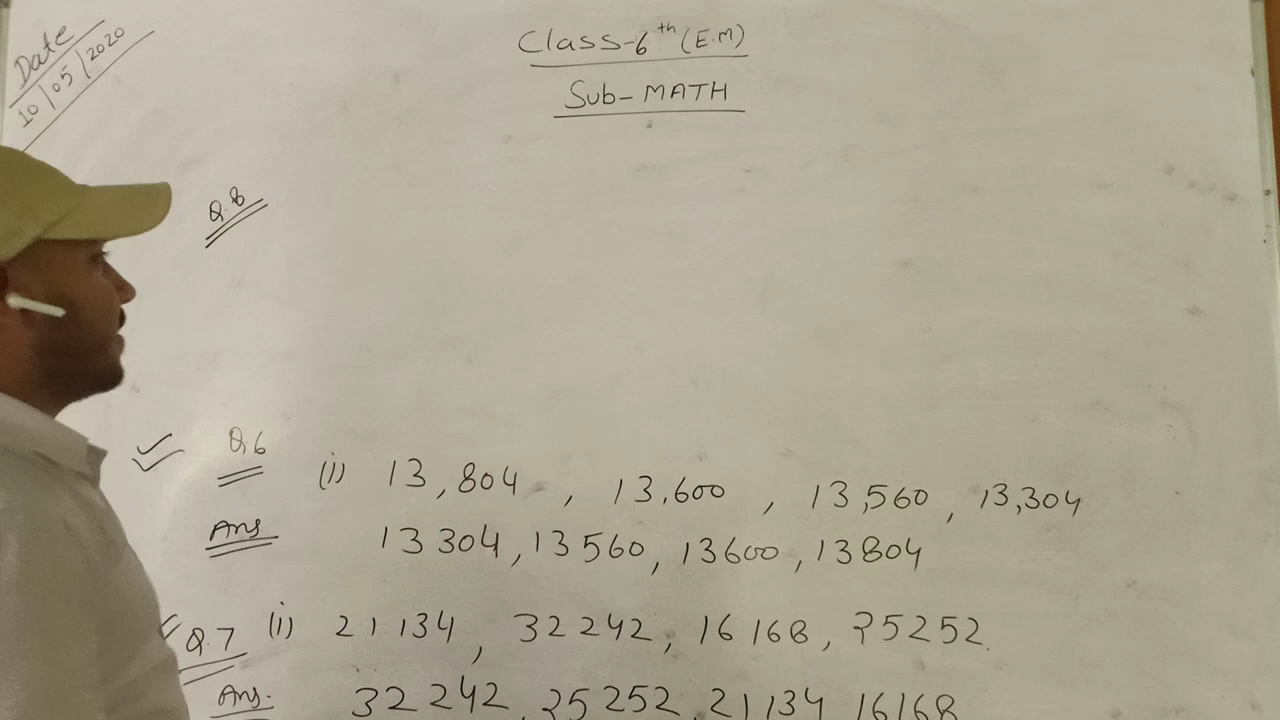 Date
10/05/2020
Class-6th (E.M)
Sub-MATH
Q.8
Q.6 (i) 13,804, 13,600, 13,560, 13,304
Ans 13304, 13560, 13600, 13804
Q.7 (i) 21134, 32242, 16168, 25252.
Ans. 32242, 25252, 21134, 16168